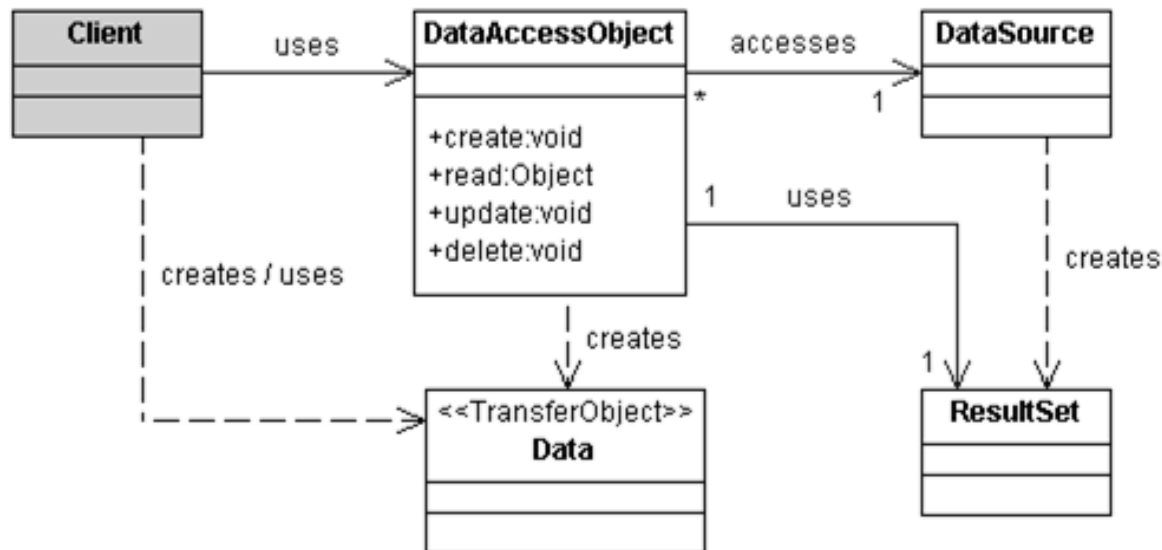 Client
uses
DataAccessObject
accesses
DataSource
*
1
+create:void
+read:Object
+update:void
+delete:void
1
uses
creates / uses
creates
creates
1
<<TransferObject>>
Data
ResultSet